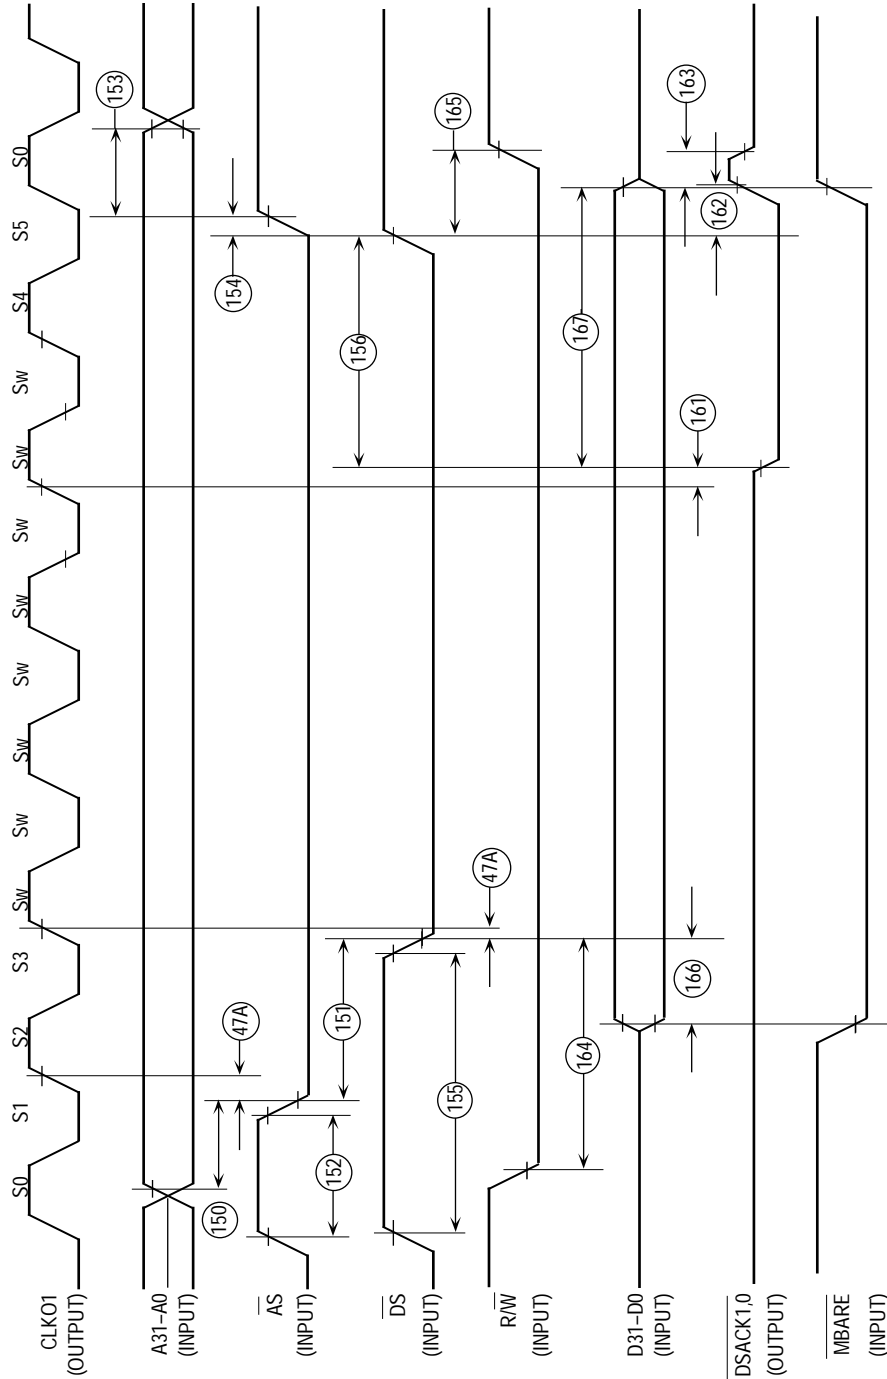 S0 S1 S2 S3 Sw Sw Sw Sw Sw Sw Sw Sw S4 S5 S0
CLKO1
(OUTPUT)
153
A31–A0
(INPUT)
150 47A 154
AS
(INPUT)
152 151 156
DS
(INPUT)
155 165
47A
R/W
(INPUT)
164 167
D31–D0
(INPUT)
166 161 162 163
DSACK1,0
(OUTPUT)
MBARE
(INPUT)